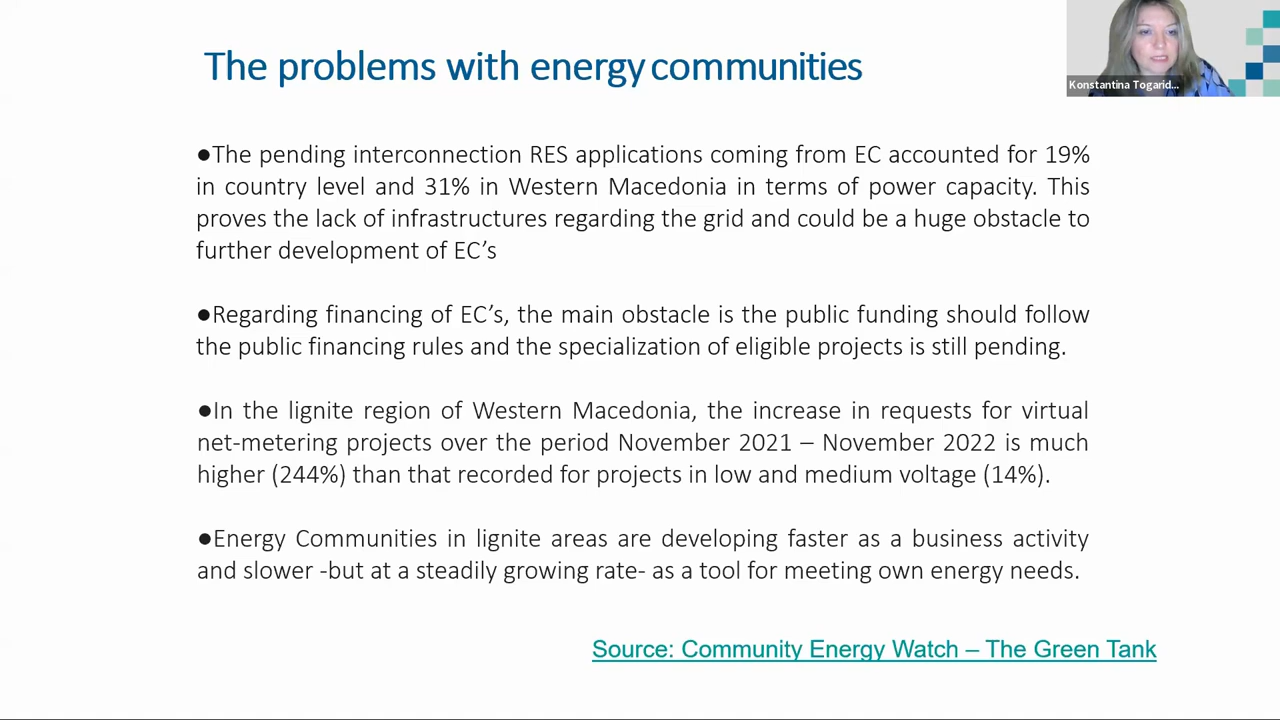 The problems with energy communities
Konstantina Togarid...
●The pending interconnection RES applications coming from EC accounted for 19%
in country level and 31% in Western Macedonia in terms of power capacity. This
proves the lack of infrastructures regarding the grid and could be a huge obstacle to
further development of EC’s
●Regarding financing of EC’s, the main obstacle is the public funding should follow
the public financing rules and the specialization of eligible projects is still pending.
●In the lignite region of Western Macedonia, the increase in requests for virtual
net-metering projects over the period November 2021 – November 2022 is much
higher (244%) than that recorded for projects in low and medium voltage (14%).
●Energy Communities in lignite areas are developing faster as a business activity
and slower -but at a steadily growing rate- as a tool for meeting own energy needs.
Source: Community Energy Watch – The Green Tank